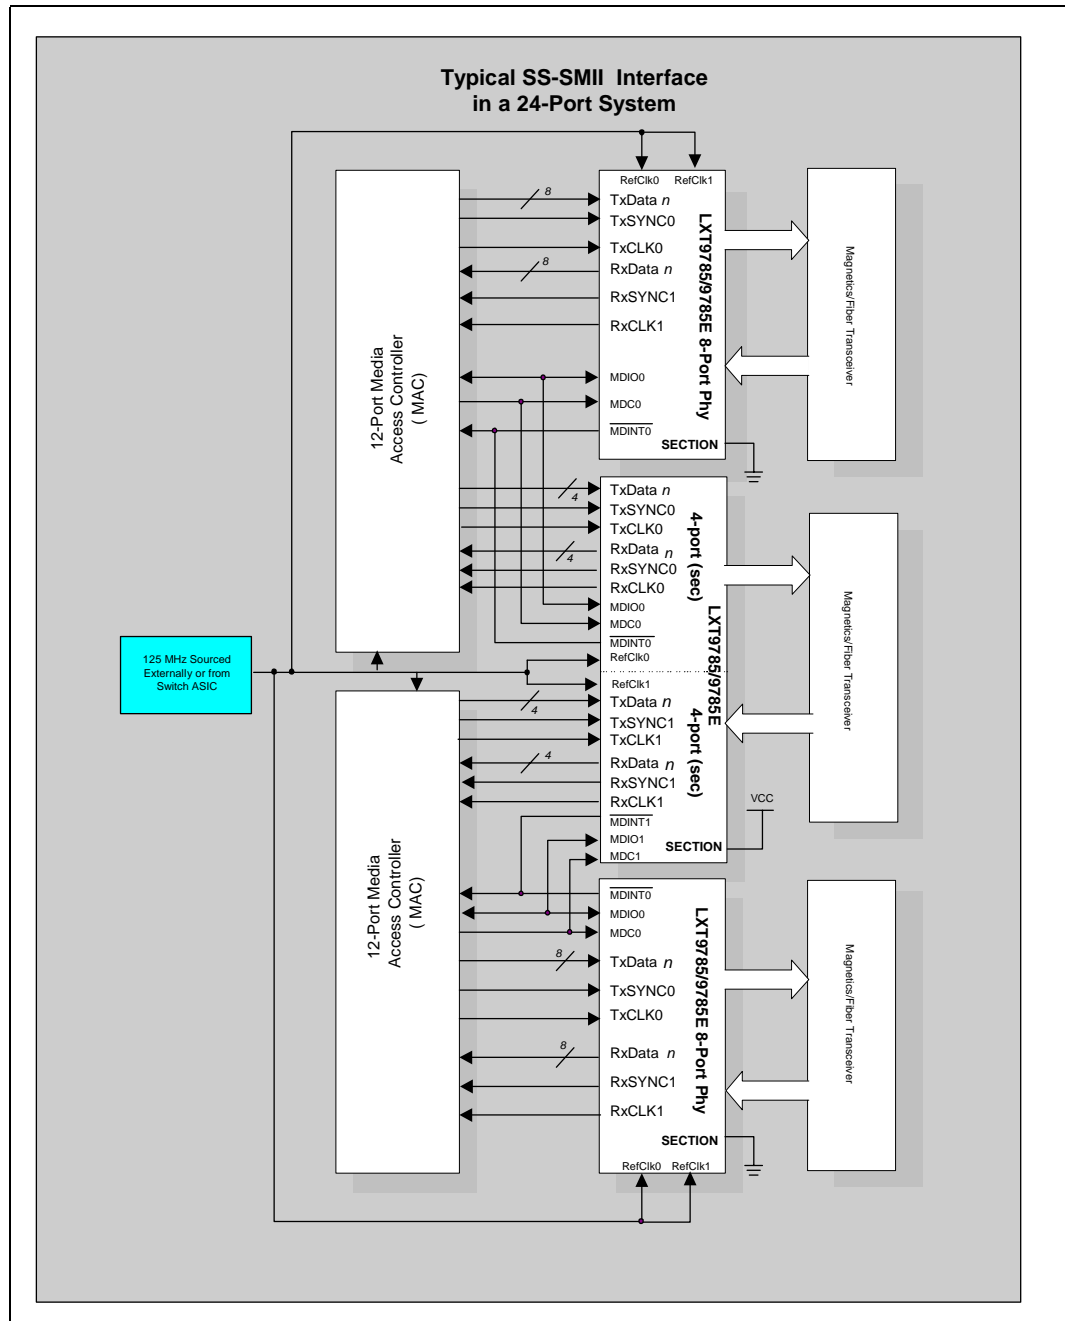 Typical SS-SMII Interface
in a 24-Port System
RefClk0 RefClk1
8
TxData n
TxSYNC0
TxCLK0
8
RxData n
RxSYNC1
RxCLK1
MDIO0
MDC0
MDINT0
SECTION
LXT9785/9785E 8-Port Phy
Magnetics/Fiber Transceiver
12-Port Media
Access Controller
( MAC)
4
TxData n
TxSYNC0
TxCLK0
4
RxData n
RxSYNC0
RxCLK0
MDIO0
MDC0
MDINT0
RefClk0
4-port (sec)
LXT9785/9785E
Magnetics/Fiber Transceiver
125 MHz Sourced
Externally or from
Switch ASIC
RefClk1
4
TxData n
TxSYNC1
TxCLK1
4
RxData n
RxSYNC1
RxCLK1
MDINT1
MDIO1
MDC1
4-port (sec)
SECTION
VCC
12-Port Media
Access Controller
( MAC)
MDINT0
MDIO0
MDC0
8
TxData n
TxSYNC0
TxCLK0
8
RxData n
RxSYNC1
RxCLK1
SECTION
RefClk0 RefClk1
LXT9785/9785E 8-Port Phy
Magnetics/Fiber Transceiver